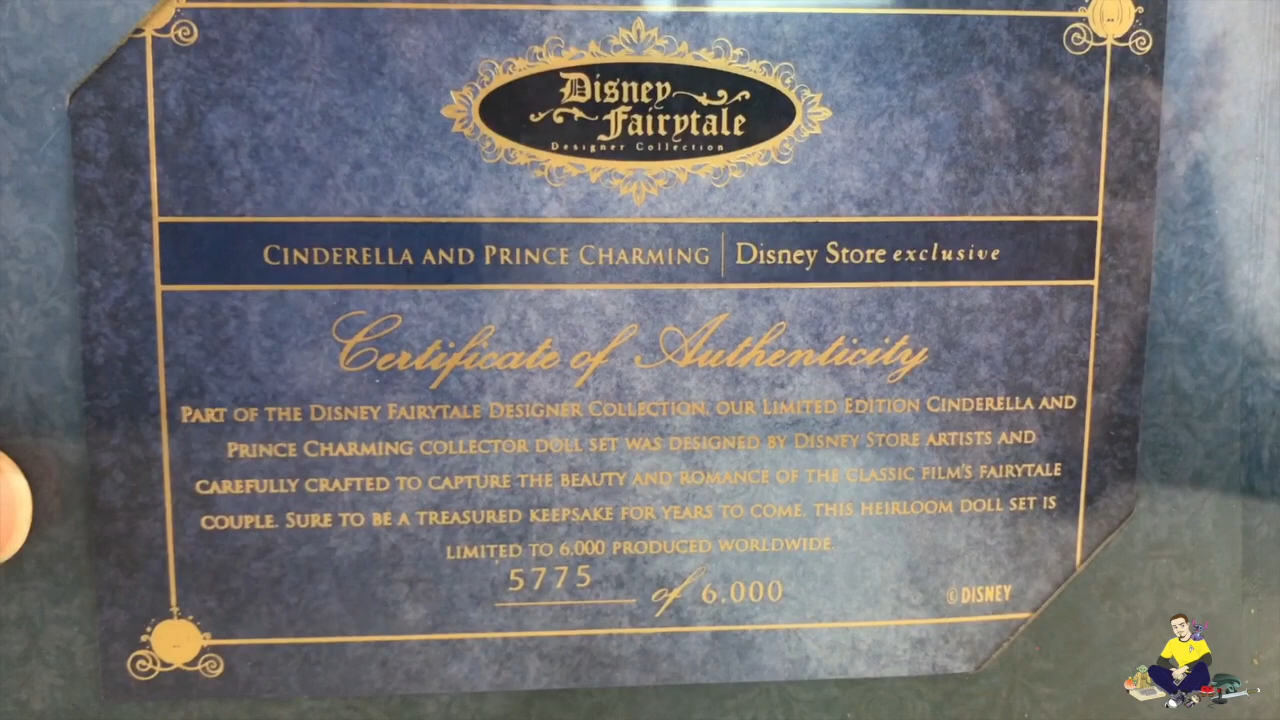 Disney
Fairytale
Designer Collection
CINDERELLA AND PRINCE CHARMING | Disney Store exclusive
Certificate of Authenticity
PART OF THE DISNEY FAIRYTALE DESIGNER COLLECTION, OUR LIMITED EDITION CINDERELLA AND
PRINCE CHARMING COLLECTOR DOLL SET WAS DESIGNED BY DISNEY STORE ARTISTS AND
CAREFULLY CRAFTED TO CAPTURE THE BEAUTY AND ROMANCE OF THE CLASSIC FILM'S FAIRYTALE
COUPLE. SURE TO BE A TREASURED KEEPSAKE FOR YEARS TO COME, THIS HEIRLOOM DOLL SET IS
LIMITED TO 6,000 PRODUCED WORLDWIDE.
5775 of 6,000
© DISNEY